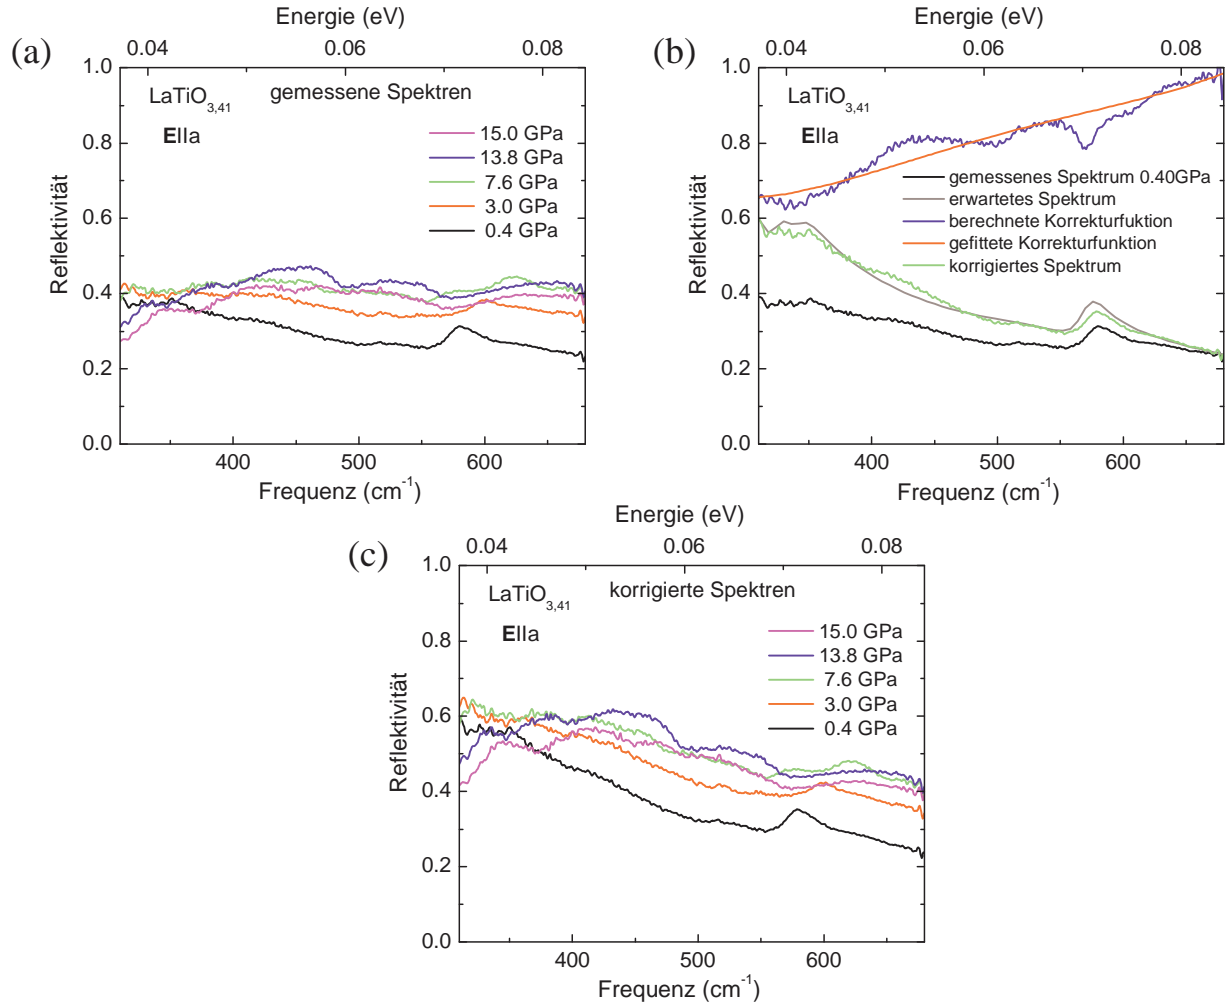 (a)
Energie (eV)
0.04 0.06 0.08
1.0
0.8
0.6
0.4
0.2
0.0
Reflektivität
LaTiO3,41
gemessene Spektren
EIIa
15.0 GPa
13.8 GPa
7.6 GPa
3.0 GPa
0.4 GPa
400 500 600
Frequenz (cm-1)
(b)
Energie (eV)
0.04 0.06 0.08
1.0
0.8
0.6
0.4
0.2
0.0
Reflektivität
LaTiO3,41
EIIa
gemessenes Spektrum 0.40GPa
erwartetes Spektrum
berechnete Korrekturfuktion
gefittete Korrekturfunktion
korrigiertes Spektrum
400 500 600
Frequenz (cm-1)
(c)
Energie (eV)
0.04 0.06 0.08
1.0
0.8
0.6
0.4
0.2
0.0
Reflektivität
LaTiO3,41
korrigierte Spektren
EIIa
15.0 GPa
13.8 GPa
7.6 GPa
3.0 GPa
0.4 GPa
400 500 600
Frequenz (cm-1)